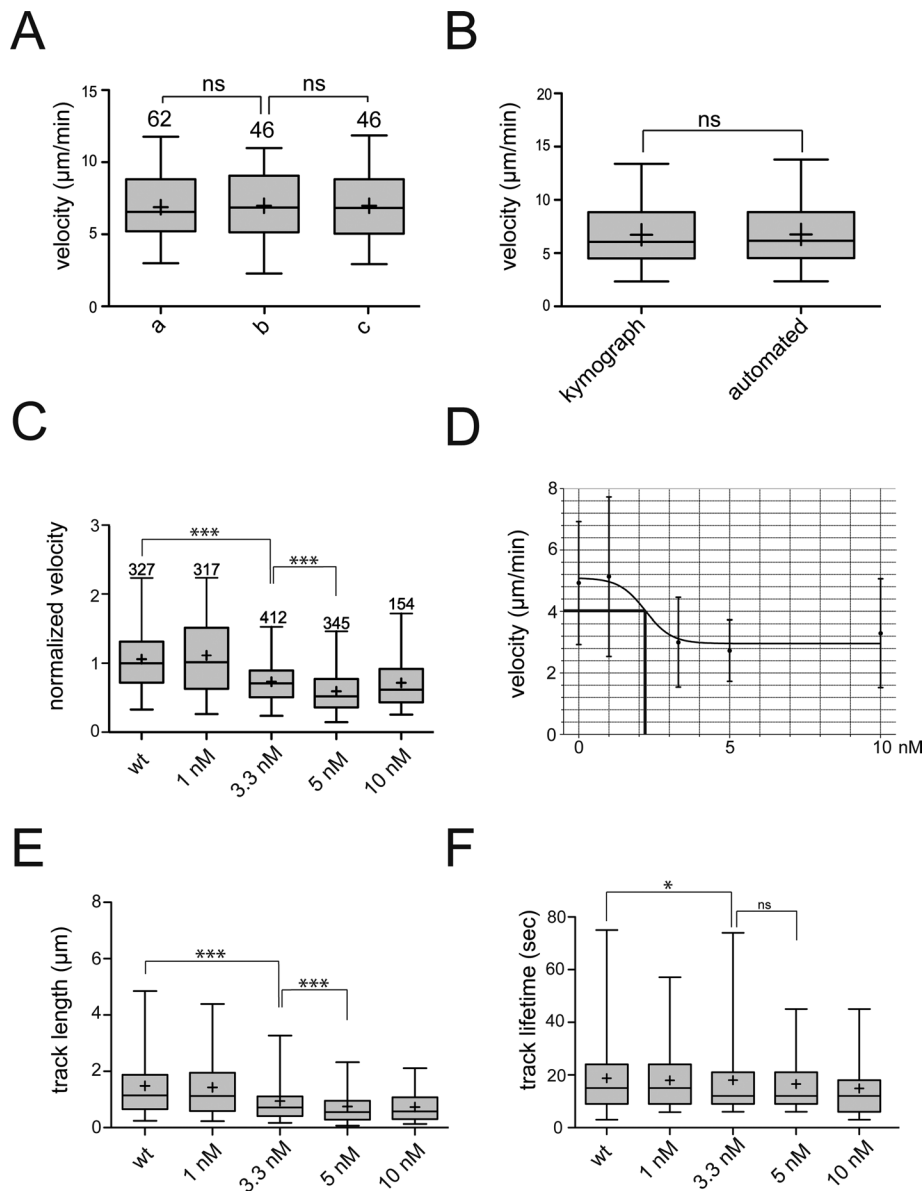 A
velocity (µm/min)
15
10
5
0
ns
ns
62
46
46
a
b
c
B
velocity (µm/min)
20
15
10
5
0
ns
kymograph
automated
C
normalized velocity
3
2
1
0
***
***
327
317
412
345
154
wt
1 nM
3.3 nM
5 nM
10 nM
D
velocity (µm/min)
8
6
4
2
0
0
5
10 nM
E
track length (µm)
8
6
4
2
0
***
***
wt
1 nM
3.3 nM
5 nM
10 nM
F
track lifetime (sec)
80
60
40
20
0
*
ns
wt
1 nM
3.3 nM
5 nM
10 nM